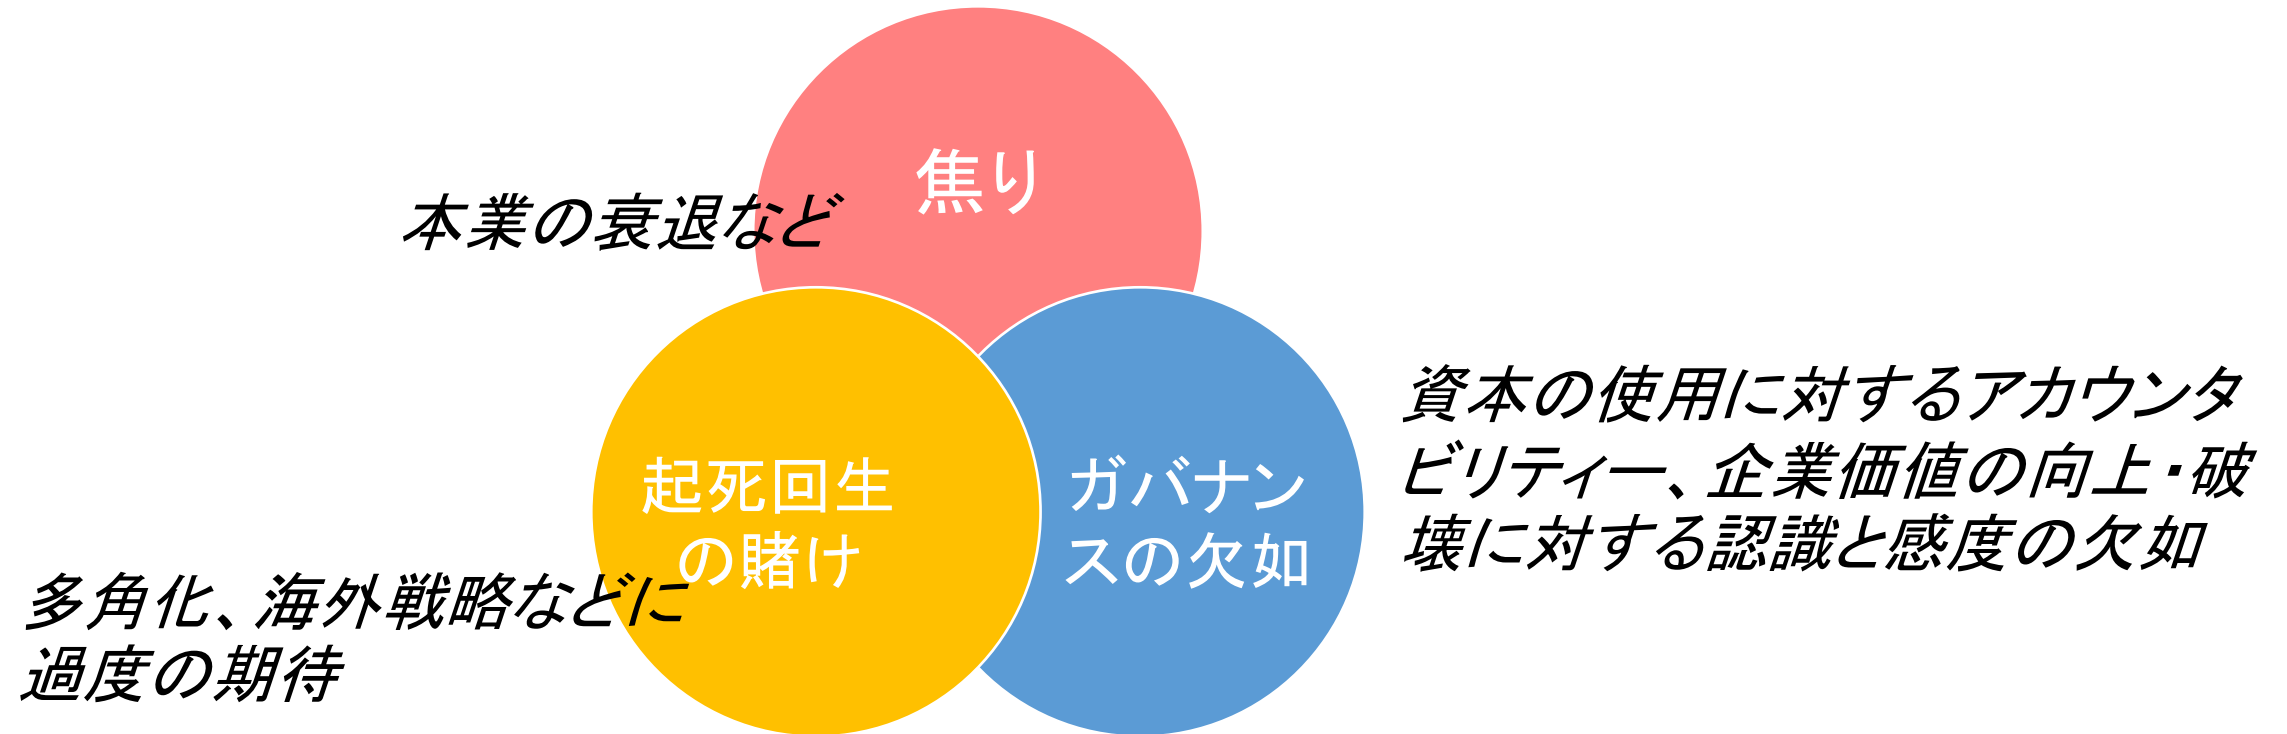 焦り
本業の衰退など
起死回生
の賭け
ガバナン
スの欠如
資本の使用に対するアカウンタ
ビリティー、企業価値の向上・破
壊に対する認識と感度の欠如
多角化、海外戦略などに
過度の期待